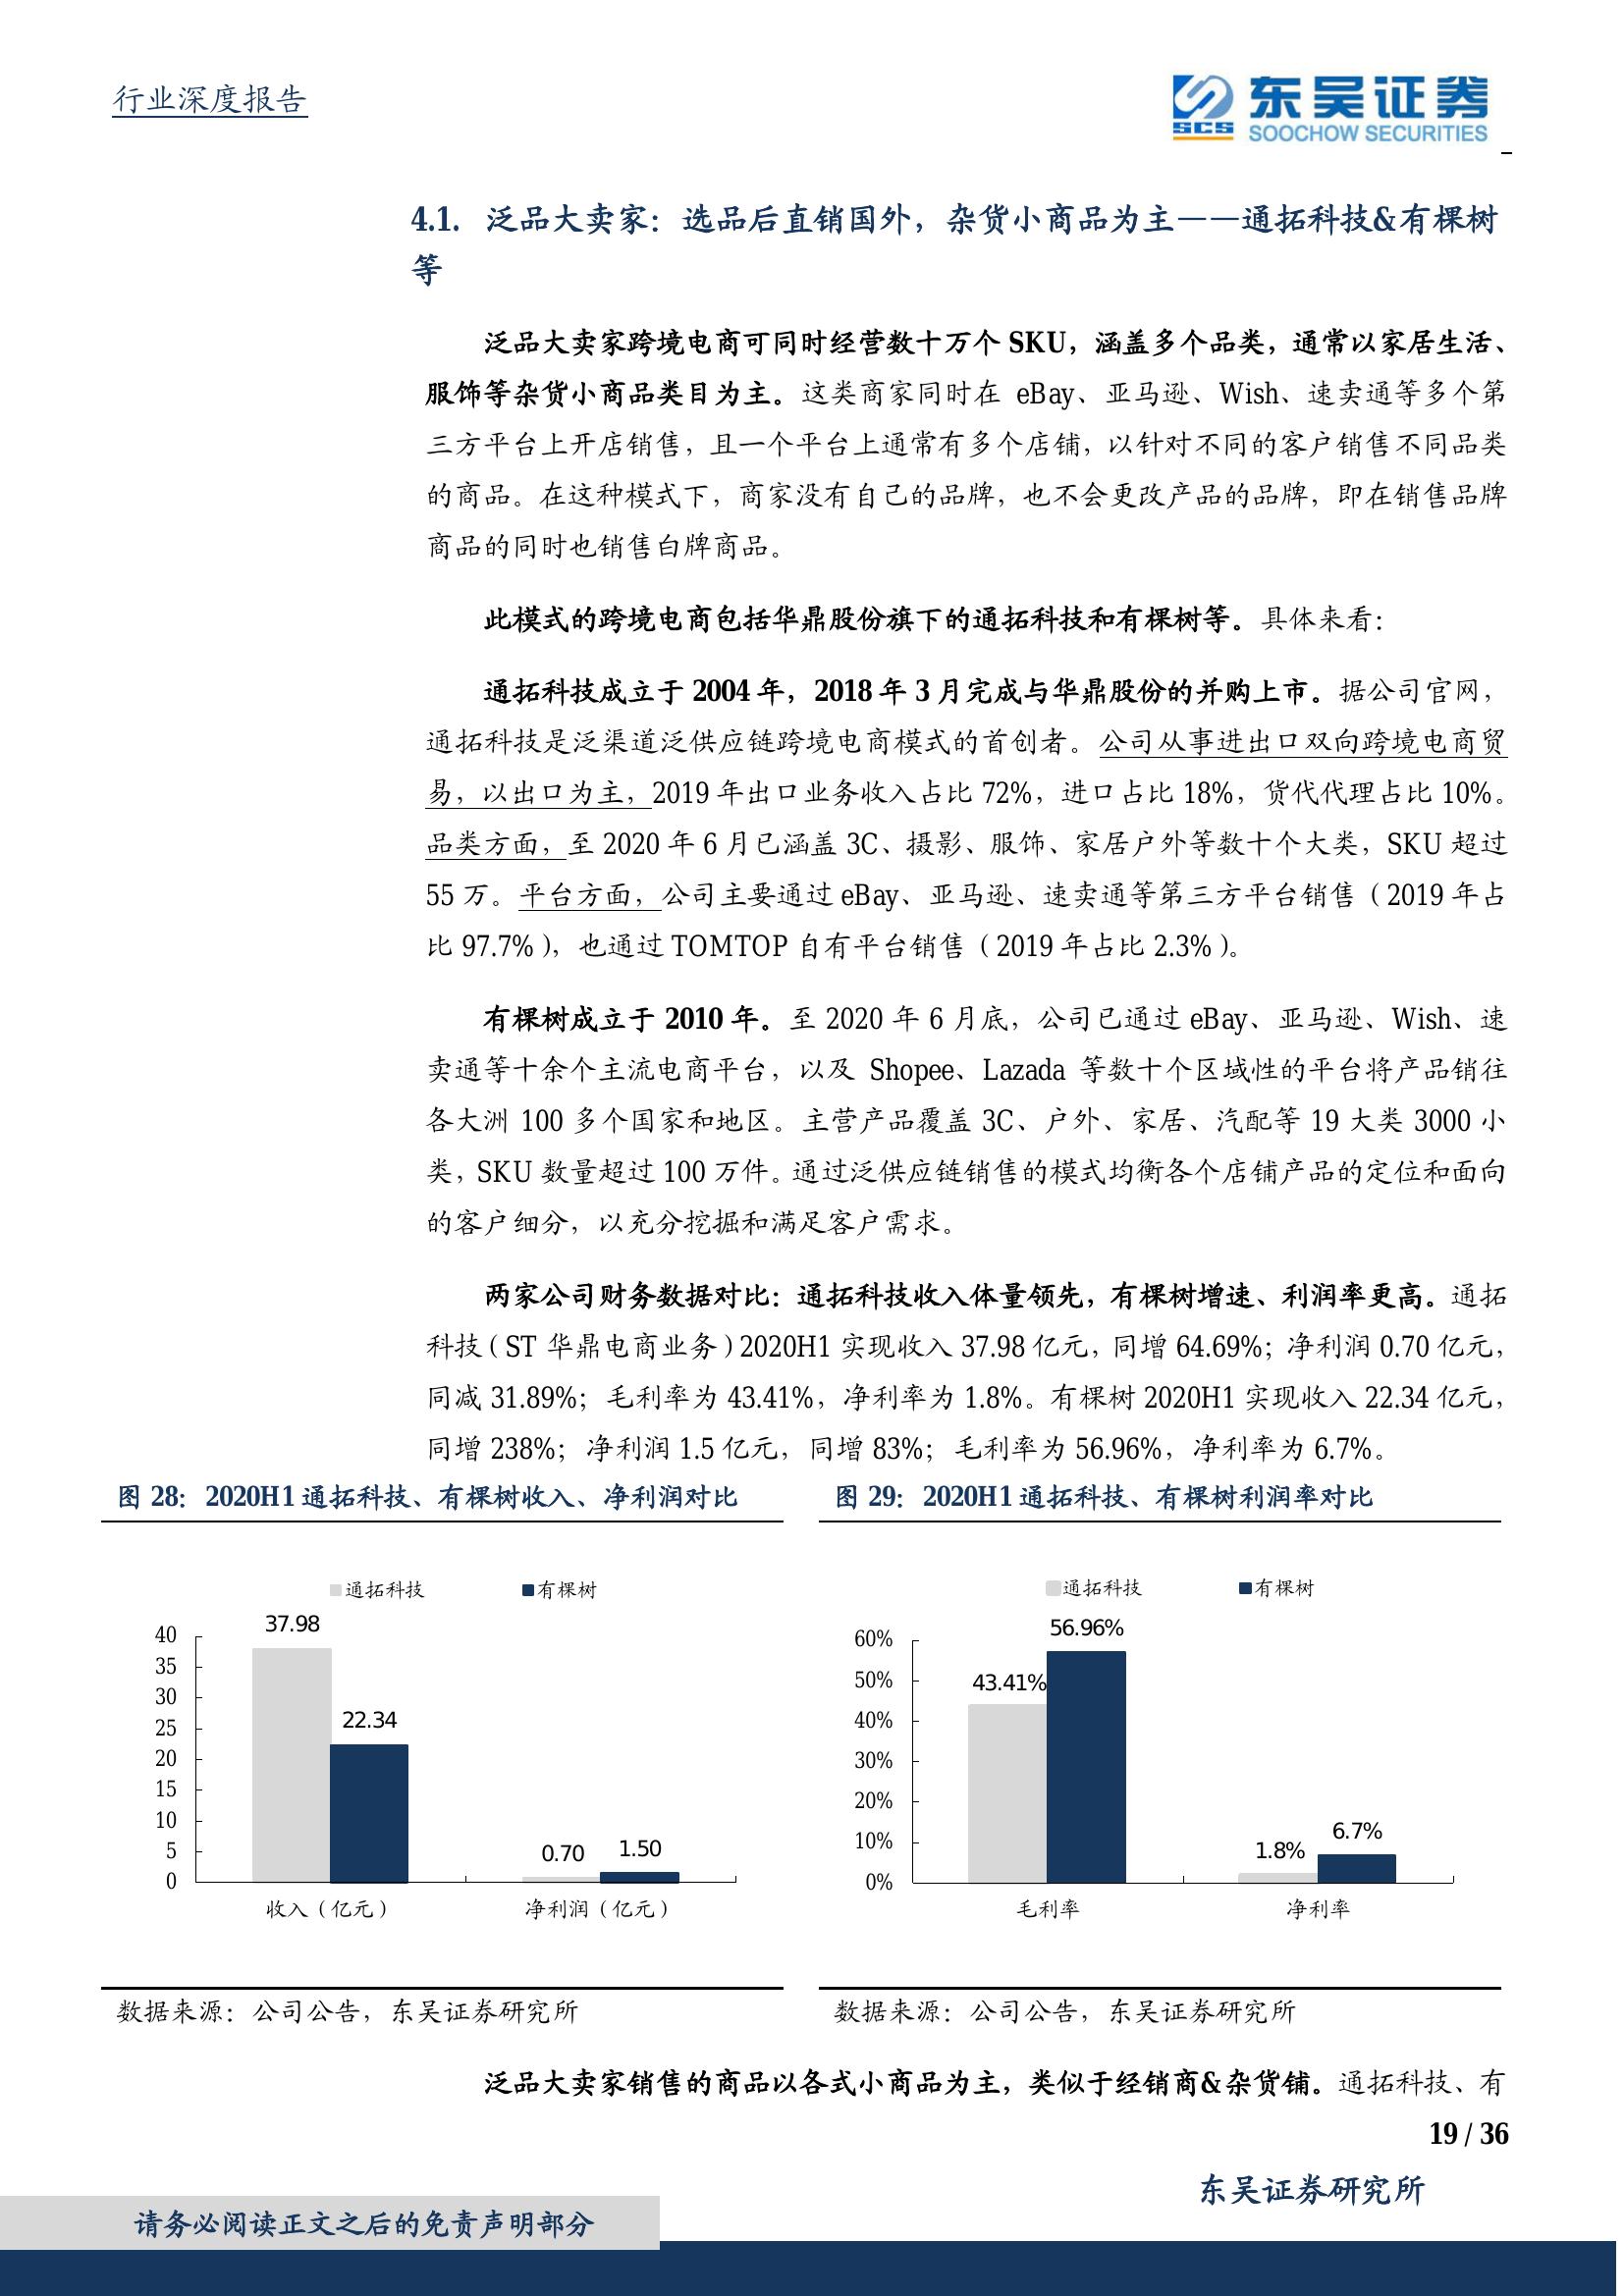 行业深度报告
SCS
东吴证券
SOOCHOW SECURITIES
4.1. 泛品大卖家：选品后直销国外，杂货小商品为主——通拓科技&有棵树
等
泛品大卖家跨境电商可同时经营数十万个 SKU，涵盖多个品类，通常以家居生活、
服饰等杂货小商品类目为主。这类商家同时在 eBay、亚马逊、Wish、速卖通等多个第
三方平台上开店销售，且一个平台上通常有多个店铺，以针对不同的客户销售不同品类
的商品。在这种模式下，商家没有自己的品牌，也不会更改产品的品牌，即在销售品牌
商品的同时也销售白牌商品。
此模式的跨境电商包括华鼎股份旗下的通拓科技和有棵树等。具体来看：
通拓科技成立于 2004 年，2018 年 3 月完成与华鼎股份的并购上市。据公司官网，
通拓科技是泛渠道泛供应链跨境电商模式的首创者。公司从事进出口双向跨境电商贸
易，以出口为主，2019 年出口业务收入占比 72%，进口占比 18%，货代代理占比 10%。
品类方面，至 2020 年 6 月已涵盖 3C、摄影、服饰、家居户外等数十个大类，SKU 超过
55 万。平台方面，公司主要通过 eBay、亚马逊、速卖通等第三方平台销售（2019 年占
比 97.7%），也通过 TOMTOP 自有平台销售（2019 年占比 2.3%）。
有棵树成立于 2010 年。至 2020 年 6 月底，公司已通过 eBay、亚马逊、Wish、速
卖通等十余个主流电商平台，以及 Shopee、Lazada 等数十个区域性的平台将产品销往
各大洲 100 多个国家和地区。主营产品覆盖 3C、户外、家居、汽配等 19 大类 3000 小
类，SKU 数量超过 100 万件。通过泛供应链销售的模式均衡各个店铺产品的定位和面向
的客户细分，以充分挖掘和满足客户需求。
两家公司财务数据对比：通拓科技收入体量领先，有棵树增速、利润率更高。通拓
科技（ST 华鼎电商业务）2020H1 实现收入 37.98 亿元，同增 64.69%；净利润 0.70 亿元，
同减 31.89%；毛利率为 43.41%，净利率为 1.8%。有棵树 2020H1 实现收入 22.34 亿元，
同增 238%；净利润 1.5 亿元，同增 83%；毛利率为 56.96%，净利率为 6.7%。
图 28：2020H1 通拓科技、有棵树收入、净利润对比
通拓科技 有棵树
40
35
30
25
20
15
10
5
0
37.98
22.34
0.70
1.50
收入（亿元） 净利润（亿元）
数据来源：公司公告，东吴证券研究所
图 29：2020H1 通拓科技、有棵树利润率对比
通拓科技 有棵树
60%
50%
40%
30%
20%
10%
0%
43.41%
56.96%
1.8%
6.7%
毛利率 净利率
数据来源：公司公告，东吴证券研究所
泛品大卖家销售的商品以各式小商品为主，类似于经销商&杂货铺。通拓科技、有
19 / 36
东吴证券研究所
请务必阅读正文之后的免责声明部分